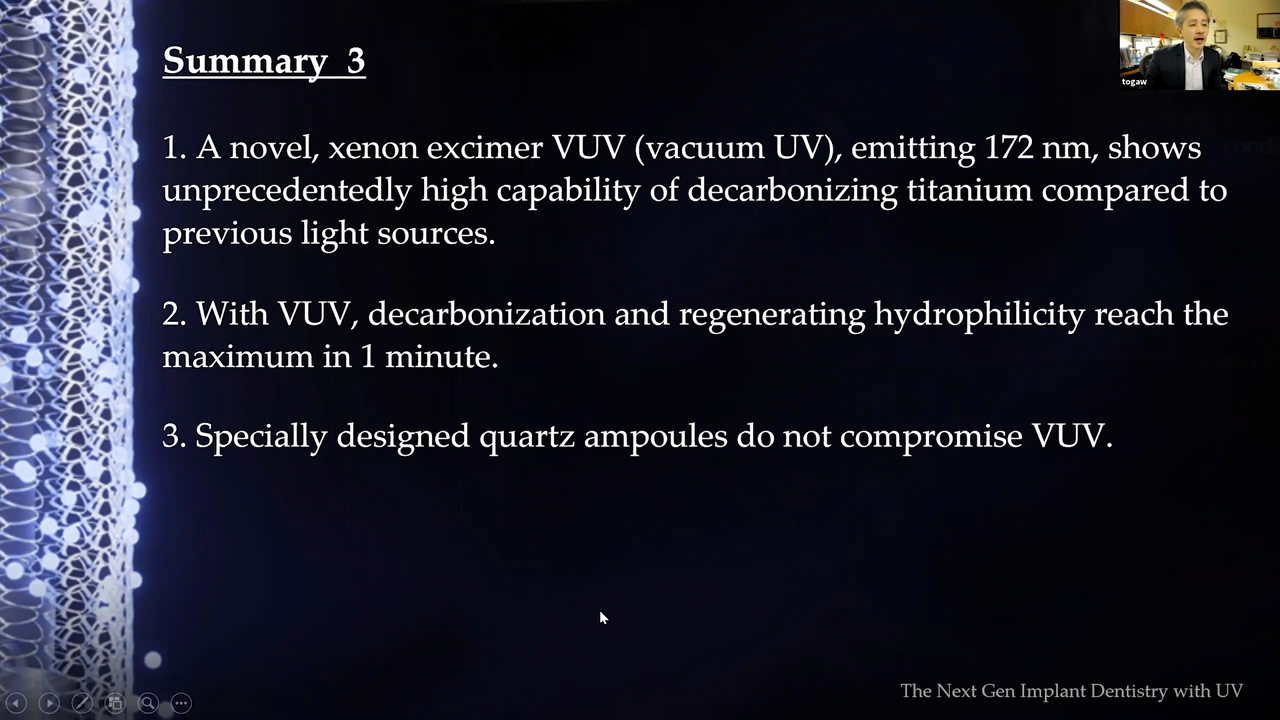 Summary 3
togaw
1. A novel, xenon excimer VUV (vacuum UV), emitting 172 nm, shows
unprecedentedly high capability of decarbonizing titanium compared to
previous light sources.
2. With VUV, decarbonization and regenerating hydrophilicity reach the
maximum in 1 minute.
3. Specially designed quartz ampoules do not compromise VUV.
The Next Gen Implant Dentistry with UV